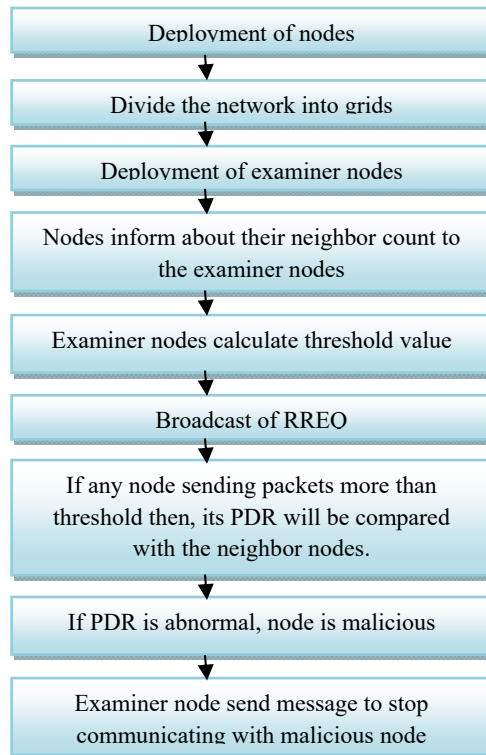 Deployment of nodes
Divide the network into grids
Deployment of examiner nodes
Nodes inform about their neighbor count to
the examiner nodes
Examiner nodes calculate threshold value
Broadcast of RREQ
If any node sending packets more than
threshold then, its PDR will be compared
with the neighbor nodes.
If PDR is abnormal, node is malicious
Examiner node send message to stop
communicating with malicious node